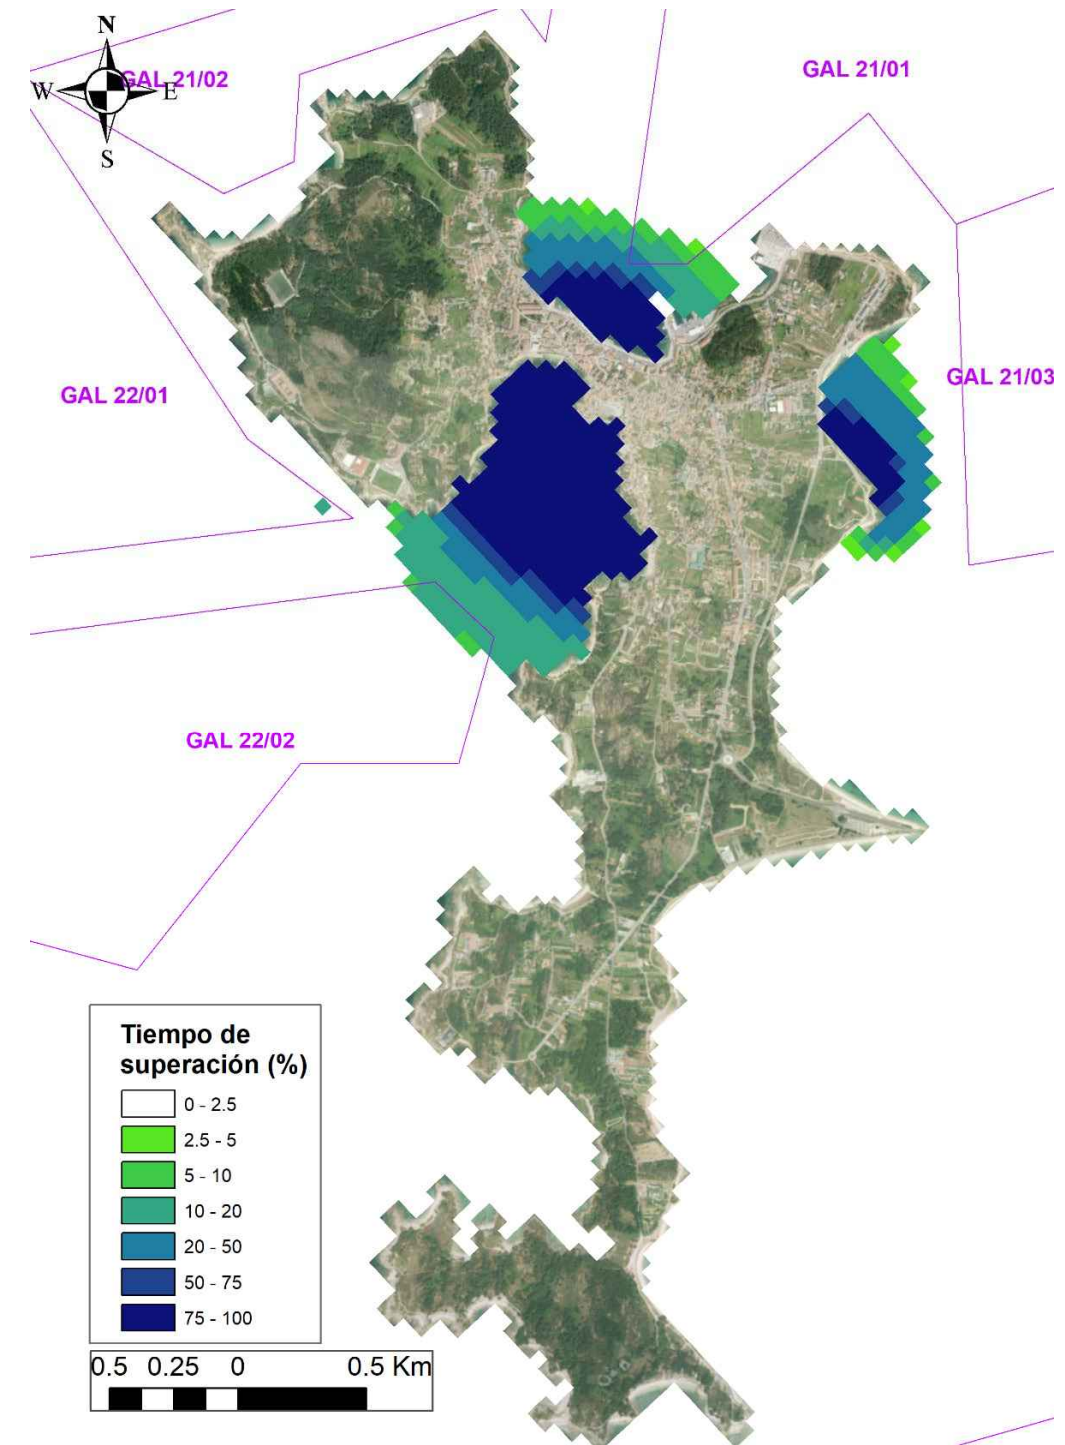 N
GAL 21/02
W E
S
GAL 21/01
GAL 22/01
GAL 21/03
GAL 22/02
Tiempo de
superación (%)
0 - 2.5
2.5 - 5
5 - 10
10 - 20
20 - 50
50 - 75
75 - 100
0.5 0.25 0 0.5 Km